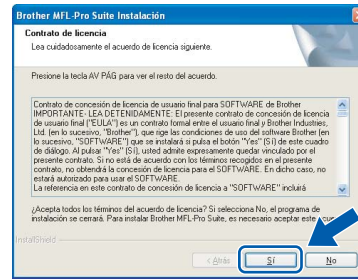 Brother MFL-Pro Suite Instalación
Contrato de licencia
Lea cuidadosamente el acuerdo de licencia siguiente.
Presione la tecla AV PÁG para ver el resto del acuerdo.
Contrato de concesión de licencia de usuario final para SOFTWARE de Brother
IMPORTANTE- LEA DETENIDAMENTE: El presente contrato de licencia
de usuario final ("EULA") es un contrato formal entre el usuario final y Brother Industries,
Ltd. (en lo sucesivo, "Brother"), que rige las condiciones de uso del software Brother (en
lo sucesivo, "SOFTWARE") que se instalará si pulsa el botón "Yes" (Sí) de este cuadro
de diálogo. Al pulsar "Yes" (Sí), usted admite expresamente quedar vinculado por el
presente contrato. Si no está de acuerdo con los términos recogidos en el presente
contrato, no obtendrá la concesión de licencia para el SOFTWARE. En dicho caso, no
estará autorizado para usar el SOFTWARE.
La referencia en este contrato de concesión de licencia a "SOFTWARE" incluirá
¿Acepta todos los términos del acuerdo de licencia? Si selecciona No, el programa de
instalación se cerrará. Para instalar Brother MFL-Pro Suite, es necesario aceptar este
InstallShield
< Atrás
Sí
No